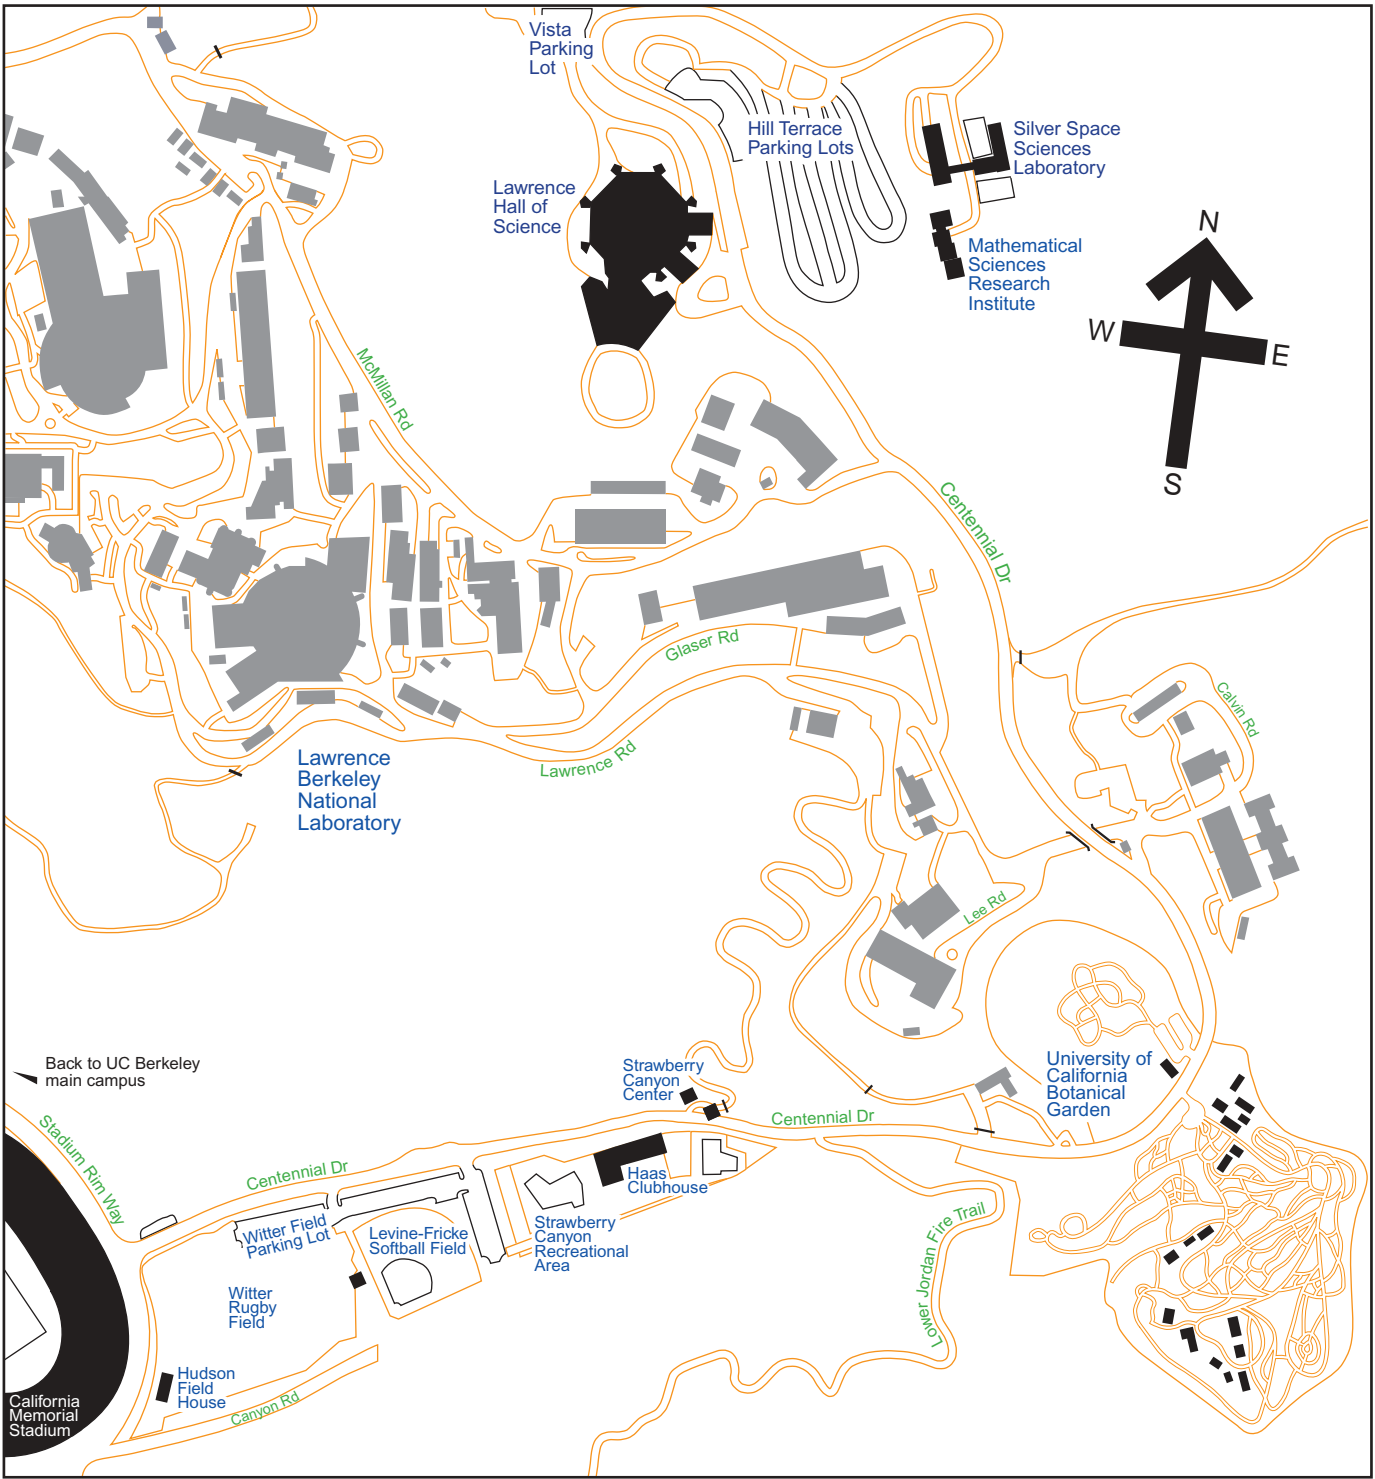 Vista
Parking
Lot
Hill Terrace
Parking Lots
Silver Space
Sciences
Laboratory
Lawrence
Hall of
Science
Mathematical
Sciences
Research
Institute
N
W
E
S
McMillan Rd
Centennial Dr
Glaser Rd
Calvin Rd
Lawrence Rd
Lawrence
Berkeley
National
Laboratory
Lee Rd
Back to UC Berkeley
main campus
Strawberry
Canyon
Center
University of
California
Botanical
Garden
Stadium Rim Way
Centennial Dr
Centennial Dr
Haas
Clubhouse
Witter Field
Parking Lot
Levine-Fricke
Softball Field
Strawberry
Canyon
Recreational
Area
Lower Jordan Fire Trail
Witter
Rugby
Field
Hudson
Field
House
Canyon Rd
California
Memorial
Stadium